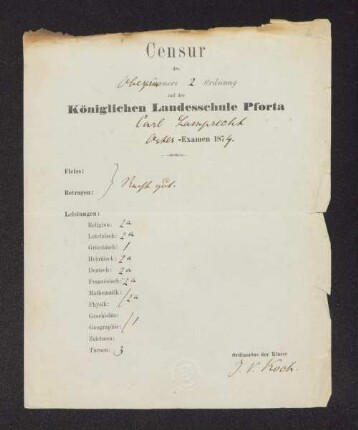 Censur
des
Oberprimaners 2 Ordnung
auf der
Königlichen Landesschule Pforta
Carl Lamprecht
Oster-Examen 1874.
Fleiss:
Betragen: } Recht gut.
Leistungen:
Religion: 2a
Lateinisch: 2a
Griechisch: 1
Hebräisch: 2a
Deutsch: 2a
Französisch: 2a
Mathematik:
Physik: 2a
Geschichte:
Geographie: 1
Zeichnen:
Turnen: 3
Ordinarius der Klasse
J. V. Koch.